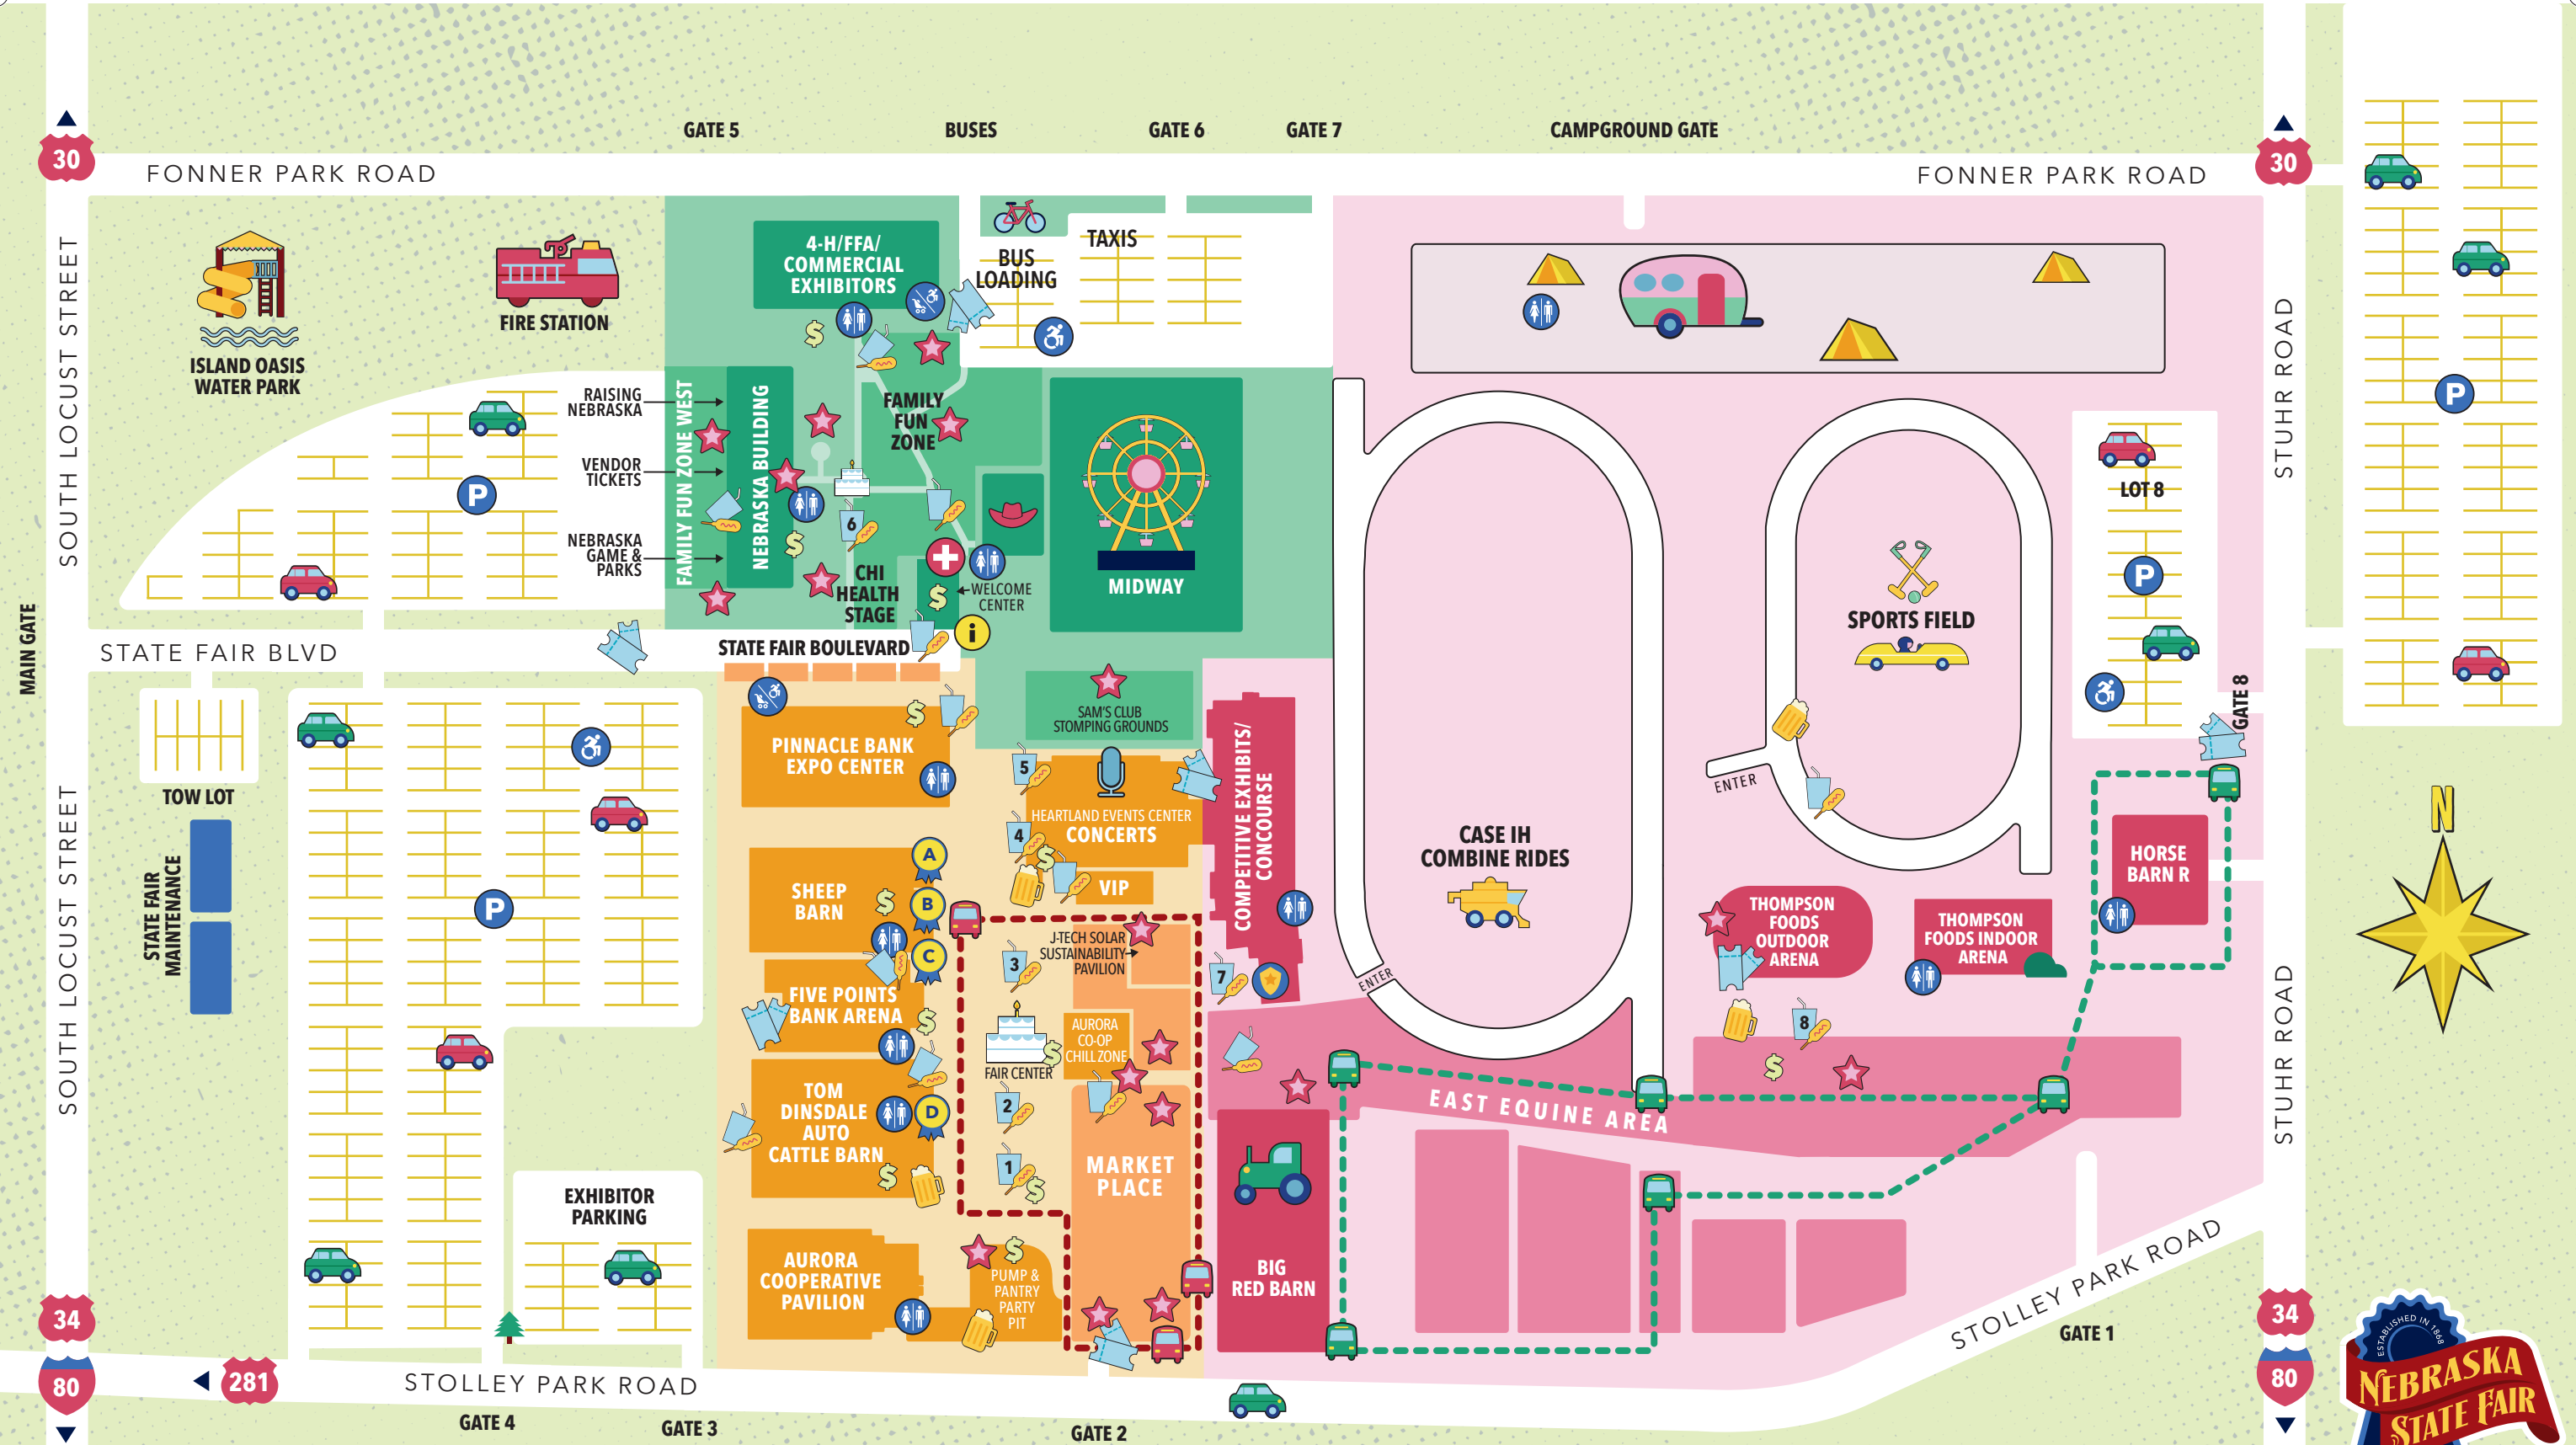 GATE 5
BUSES
GATE 6
GATE 7
CAMPGROUND GATE
30
FONNER PARK ROAD
FONNER PARK ROAD
30
SOUTH LOCUST STREET
ISLAND OASIS
WATER PARK
FIRE STATION
4-H/FFA/
COMMERCIAL
EXHIBITORS
$
BUS
LOADING
TAXIS
STUHR ROAD
P
RAISING
NEBRASKA
VENDOR
TICKETS
NEBRASKA
GAME &
PARKS
P
FAMILY FUN ZONE WEST
NEBRASKA BUILDING
FAMILY
FUN
ZONE
6
$
CHI
HEALTH
STAGE
$
WELCOME
CENTER
i
MIDWAY
LOT 8
P
SPORTS FIELD
GATE 8
MAIN GATE
STATE FAIR BLVD
STATE FAIR BOULEVARD
TOW LOT
STATE FAIR
MAINTENANCE
SOUTH LOCUST STREET
P
EXHIBITOR
PARKING
$
PINNACLE BANK
EXPO CENTER
SAM'S CLUB
STOMPING GROUNDS
5
HEARTLAND EVENTS CENTER
CONCERTS
4
$
VIP
COMPETITIVE EXHIBITS/
CONCOURSE
SHEEP
BARN
$
A
B
C
FIVE POINTS
BANK ARENA
$
3
J-TECH SOLAR
SUSTAINABILITY
PAVILION
7
AURORA
CO-OP
CHILL ZONE
$
FAIR CENTER
2
TOM
DINSDALE
AUTO
CATTLE BARN
D
$
1
$
MARKET
PLACE
AURORA
COOPERATIVE
PAVILION
$
PUMP &
PANTRY
PARTY
PIT
BIG
RED BARN
CASE IH
COMBINE RIDES
ENTER
ENTER
THOMPSON
FOODS
OUTDOOR
ARENA
THOMPSON
FOODS INDOOR
ARENA
HORSE
BARN R
8
$
EAST EQUINE AREA
STUHR ROAD
N
STOLLEY PARK ROAD
GATE 1
34
80
281
STOLLEY PARK ROAD
GATE 4
GATE 3
GATE 2
34
80
ESTABLISHED IN 1868
NEBRASKA
STATE FAIR